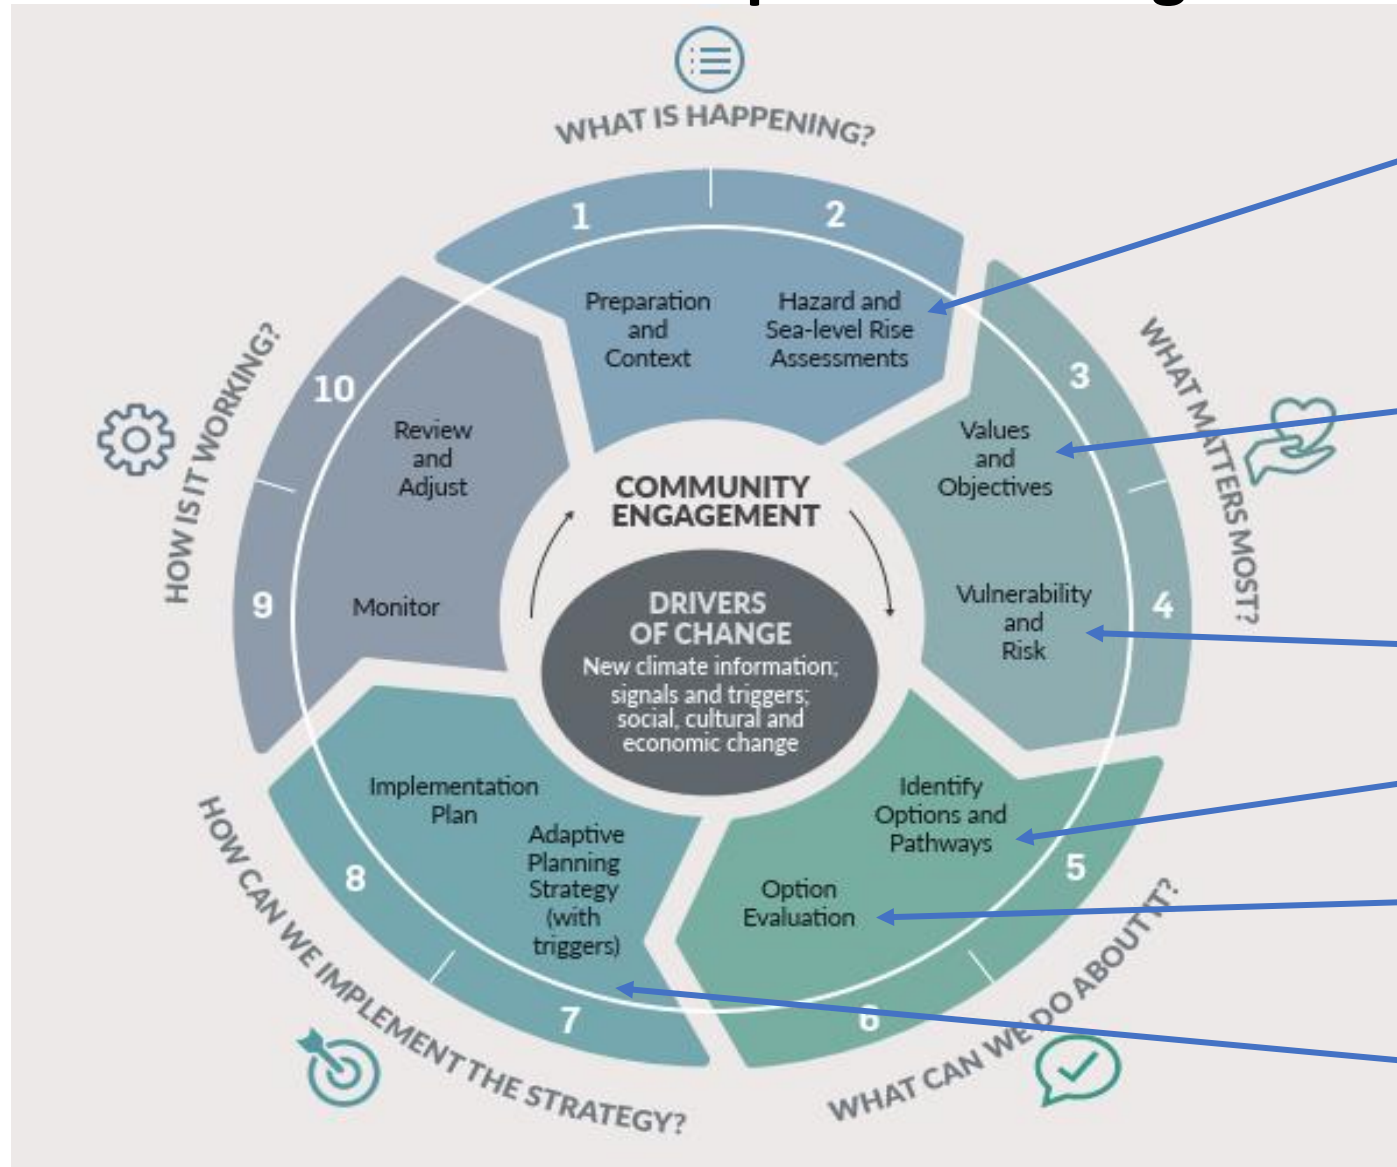 WHAT IS HAPPENING?
1
2
Preparation
and
Context
Hazard and
Sea-level Rise
Assessments
WHAT MATTERS MOST?
3
Values
and
Objectives
4
Vulnerability
and
Risk
WHAT CAN WE DO ABOUT IT?
5
Identify
Options and
Pathways
6
Option
Evaluation
HOW CAN WE IMPLEMENT THE STRATEGY?
7
Adaptive
Planning
Strategy
(with
triggers)
8
Implementation
Plan
HOW IS IT WORKING?
9
Monitor
10
Review
and
Adjust
COMMUNITY
ENGAGEMENT
DRIVERS
OF CHANGE
New climate information;
signals and triggers;
social, cultural and
economic change